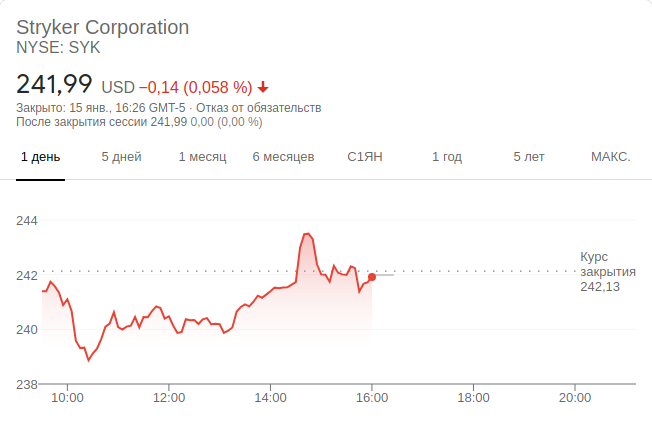 Stryker Corporation
NYSE: SYK
241,99 USD −0,14 (0,058 %)
Закрыто: 15 янв., 16:26 GMT-5 · Отказ от обязательств
После закрытия сессии 241,99 0,00 (0,00 %)
1 день 5 дней 1 месяц 6 месяцев С1ЯН 1 год 5 лет МАКС.
244
Курс
закрытия
242,13
242
240
238
10:00 12:00 14:00 16:00 18:00 20:00